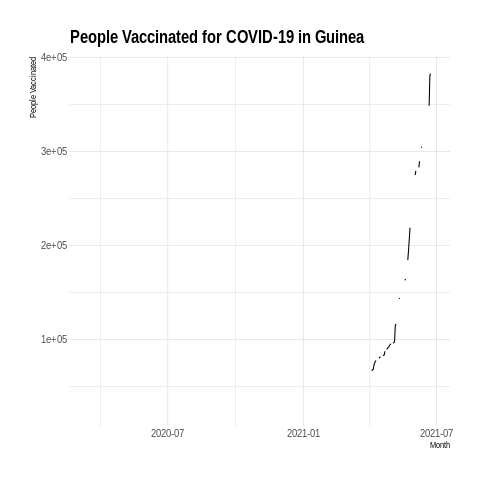 People Vaccinated for COVID-19 in Guinea
People Vaccinated
4e+05
3e+05
2e+05
1e+05
2020-07
2021-01
2021-07
Month